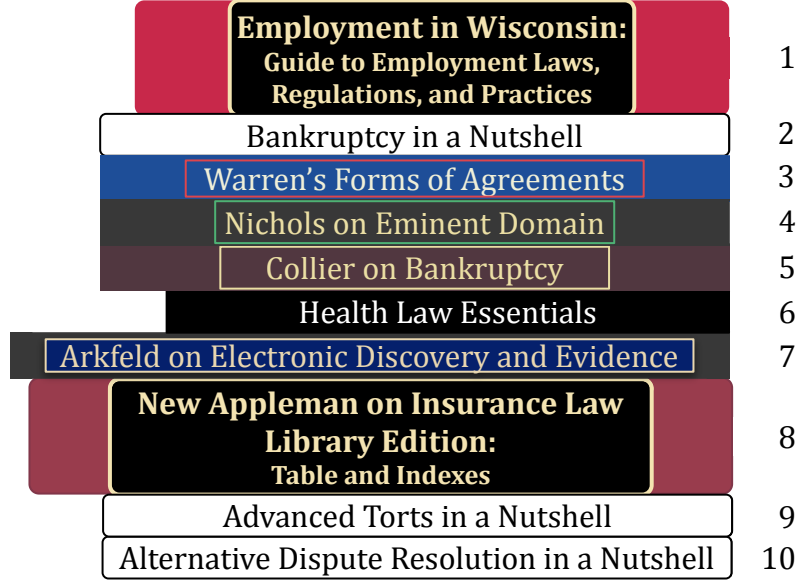 Employment in Wisconsin:
Guide to Employment Laws,
Regulations, and Practices
1
Bankruptcy in a Nutshell
2
Warren’s Forms of Agreements
3
Nichols on Eminent Domain
4
Collier on Bankruptcy
5
Health Law Essentials
6
Arkfeld on Electronic Discovery and Evidence
7
New Appleman on Insurance Law
Library Edition:
Table and Indexes
8
Advanced Torts in a Nutshell
9
Alternative Dispute Resolution in a Nutshell
10